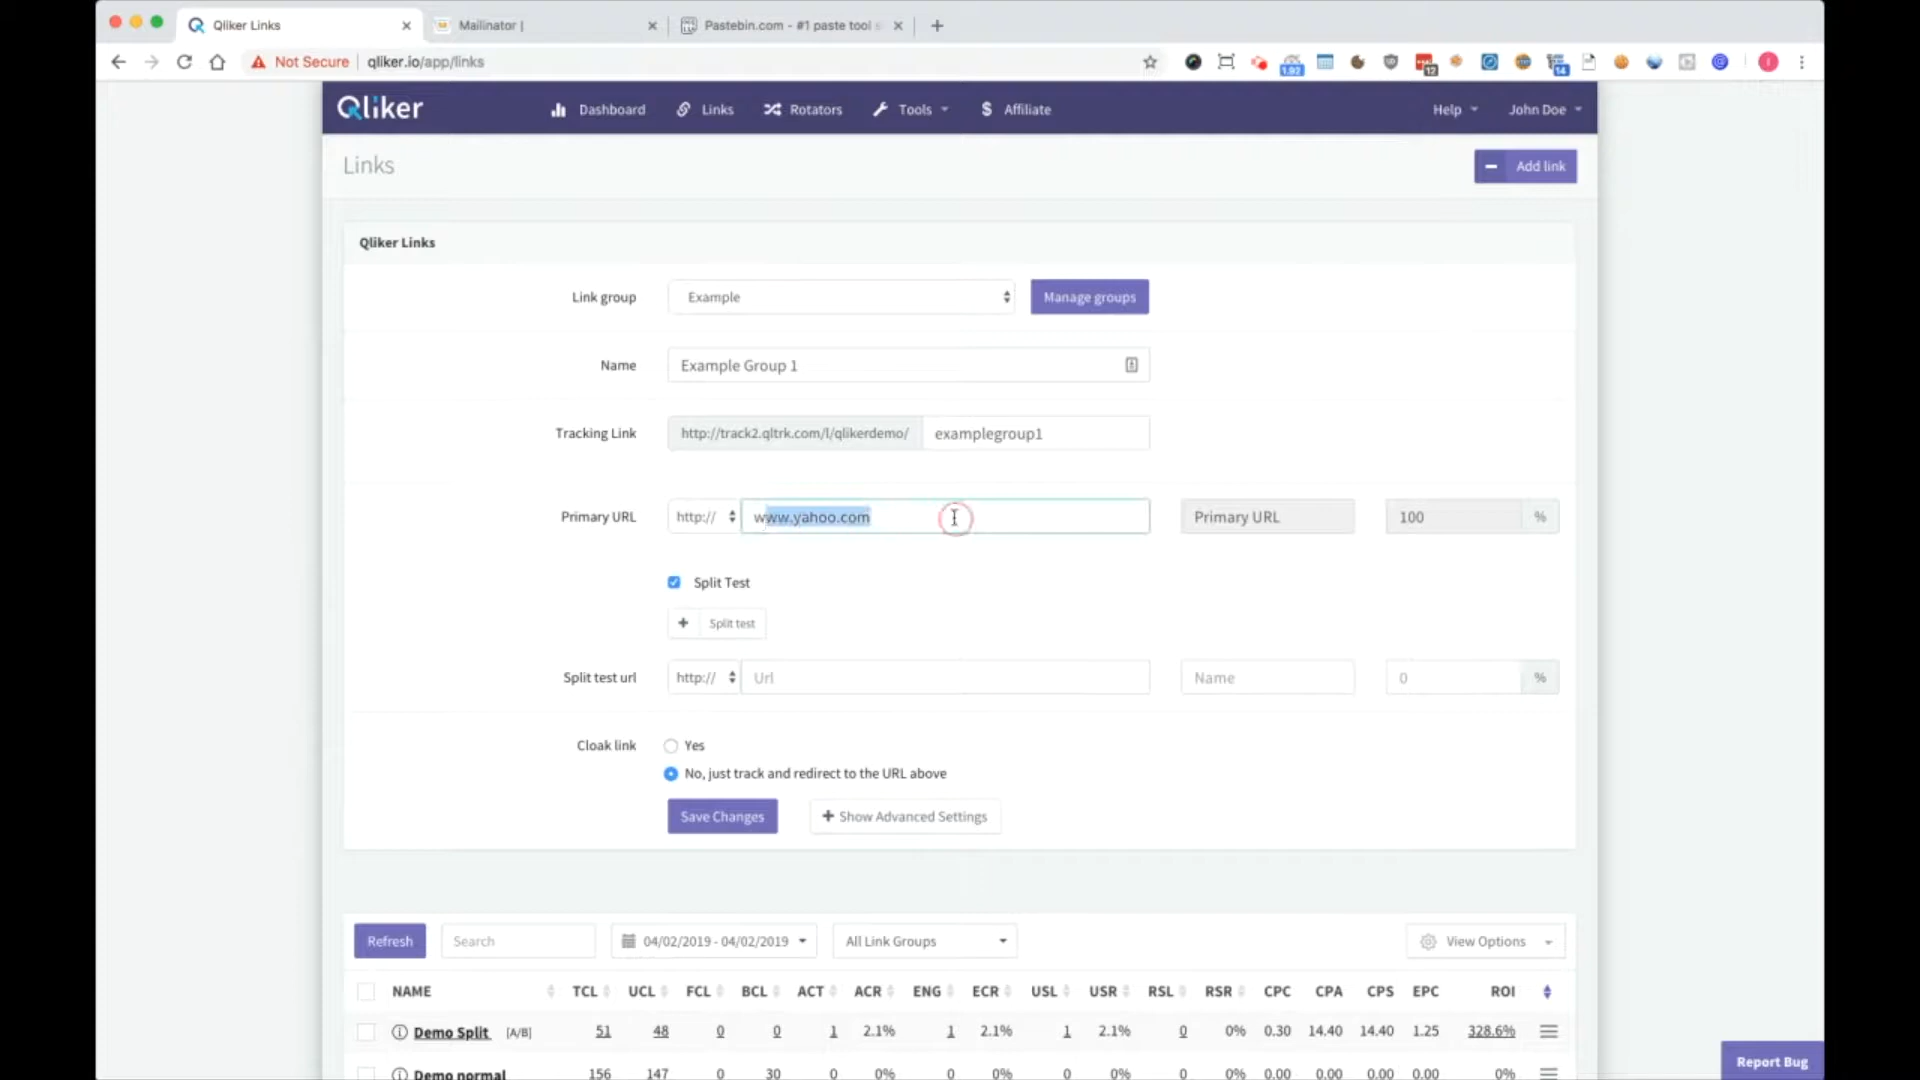 Qliker Links
Mailinator |
Pastebin.com - #1 paste tool s
Not Secure
qliker.io/app/links
1.92
12
14
Qliker
Dashboard
Links
Rotators
Tools
$ Affiliate
Help
John Doe
Links
Add link
Qliker Links
Link group
Example
Manage groups
Name
Example Group 1
Tracking Link
http://track2.qltrk.com/l/qlikerdemo/
examplegroup1
Primary URL
http://
www.yahoo.com
Primary URL
100
%
Split Test
+ Split test
Split test url
http://
Url
Name
0
%
Cloak link
Yes
No, just track and redirect to the URL above
Save Changes
+ Show Advanced Settings
Refresh
Search
04/02/2019 - 04/02/2019
All Link Groups
View Options
NAME TCL UCL FCL BCL ACT ACR ENG ECR USL USR RSL RSR CPC CPA CPS EPC ROI
Demo Split [A/B] 51 48 0 0 1 2.1% 1 2.1% 1 2.1% 0 0% 0.30 14.40 14.40 1.25 328.6%
Demo normal 156 147 0 30 0 0% 0 0% 0 0% 0 0% 0.00 0.00 0.00 0.00 0%
Report Bug